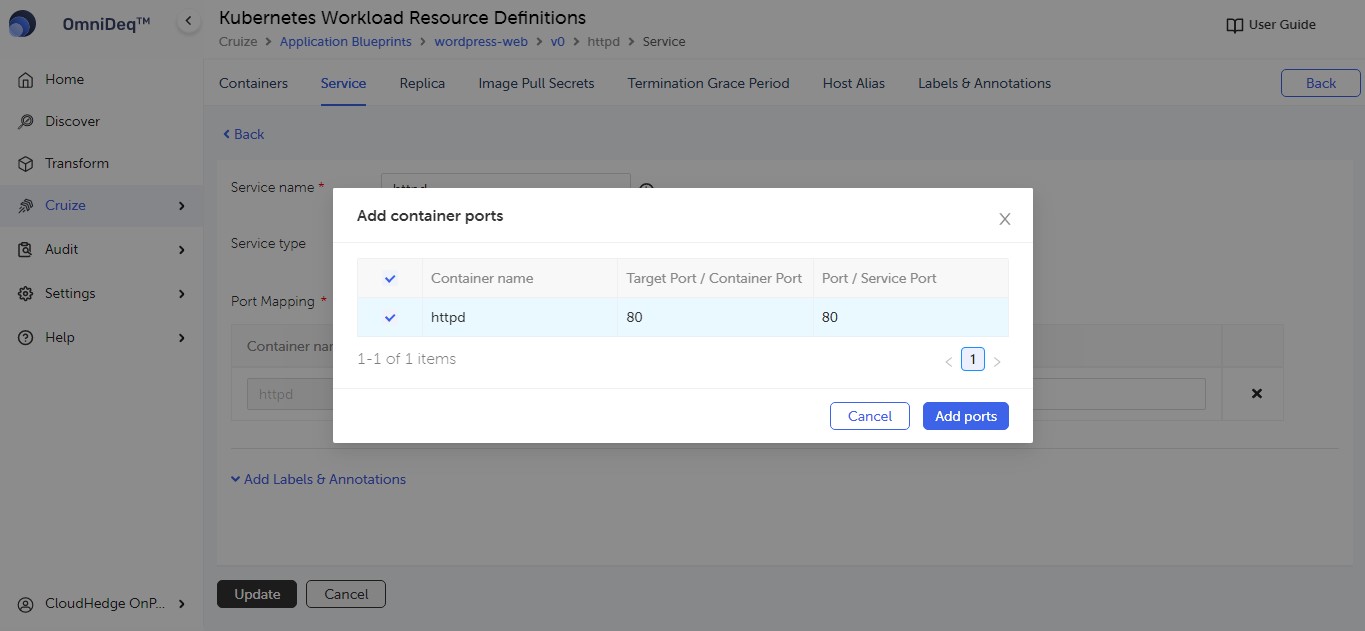 OmniDeq™
Kubernetes Workload Resource Definitions
User Guide
Cruize > Application Blueprints > wordpress-web > v0 > httpd > Service
Home
Discover
Transform
Cruize
Audit
Settings
Help
CloudHedge OnP...
Containers Service Replica Image Pull Secrets Termination Grace Period Host Alias Labels & Annotations Back
Back
Service name *
Service type
Port Mapping *
httpd
Add container ports
Container name Target Port / Container Port Port / Service Port
httpd 80 80
1-1 of 1 items
< 1 >
Cancel Add ports
Add Labels & Annotations
Update Cancel